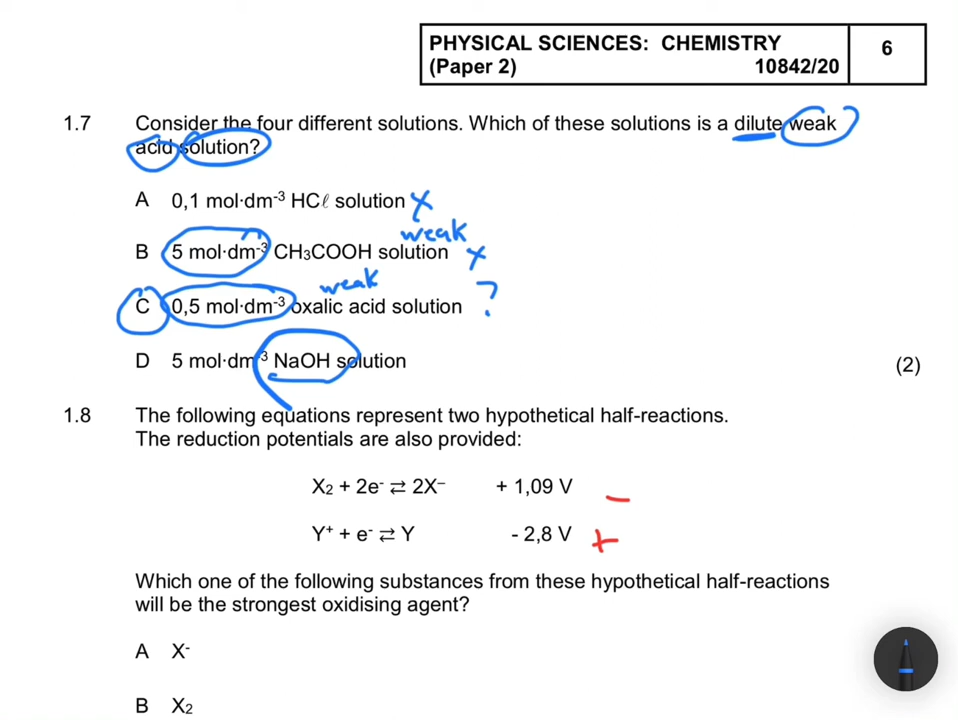 PHYSICAL SCIENCES: CHEMISTRY
(Paper 2) 10842/20
6
1.7 Consider the four different solutions. Which of these solutions is a dilute weak
acid solution?
A 0,1 mol·dm⁻³ HCℓ solution x
weak
B 5 mol·dm⁻³ CH₃COOH solution x
weak
C 0,5 mol·dm⁻³ oxalic acid solution ?
D 5 mol·dm⁻³ NaOH solution (2)
1.8 The following equations represent two hypothetical half-reactions.
The reduction potentials are also provided:
X₂ + 2e⁻ ⇄ 2X⁻ + 1,09 V −
Y⁺ + e⁻ ⇄ Y - 2,8 V +
Which one of the following substances from these hypothetical half-reactions
will be the strongest oxidising agent?
A X⁻
B X₂